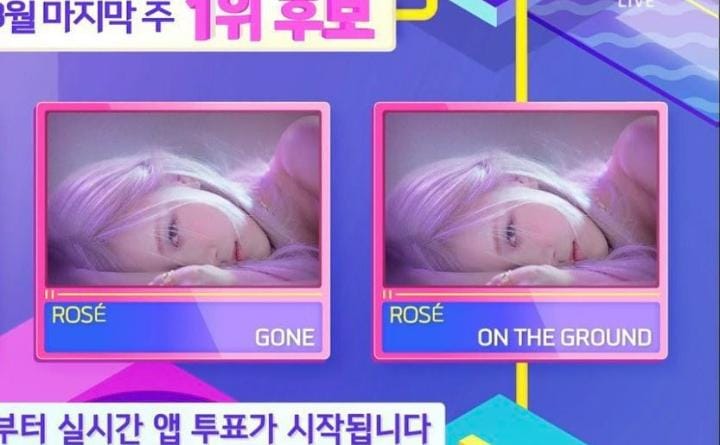 LIVE
월 마지막 주 1위 후보
ROSÉ
GONE
ROSÉ
ON THE GROUND
부터 실시간 앱 투표가 시작됩니다